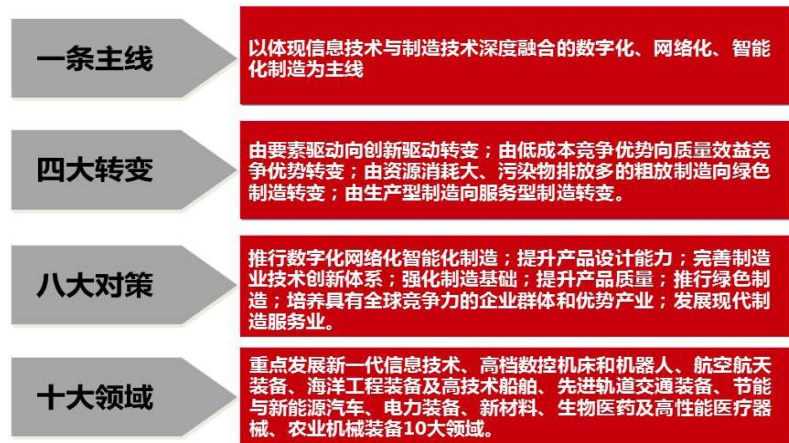 一条主线
以体现信息技术与制造技术深度融合的数字化、网络化、智能
化制造为主线
四大转变
由要素驱动向创新驱动转变；由低成本竞争优势向质量效益竞
争优势转变；由资源消耗大、污染物排放多的粗放制造向绿色
制造转变；由生产型制造向服务型制造转变。
八大对策
推行数字化网络化智能化制造；提升产品设计能力；完善制造
业技术创新体系；强化制造基础；提升产品质量；推行绿色制
造；培养具有全球竞争力的企业群体和优势产业；发展现代制
造服务业。
十大领域
重点发展新一代信息技术、高档数控机床和机器人、航空航天
装备、海洋工程装备及高技术船舶、先进轨道交通装备、节能
与新能源汽车、电力装备、新材料、生物医药及高性能医疗器
械、农业机械装备10大领域。